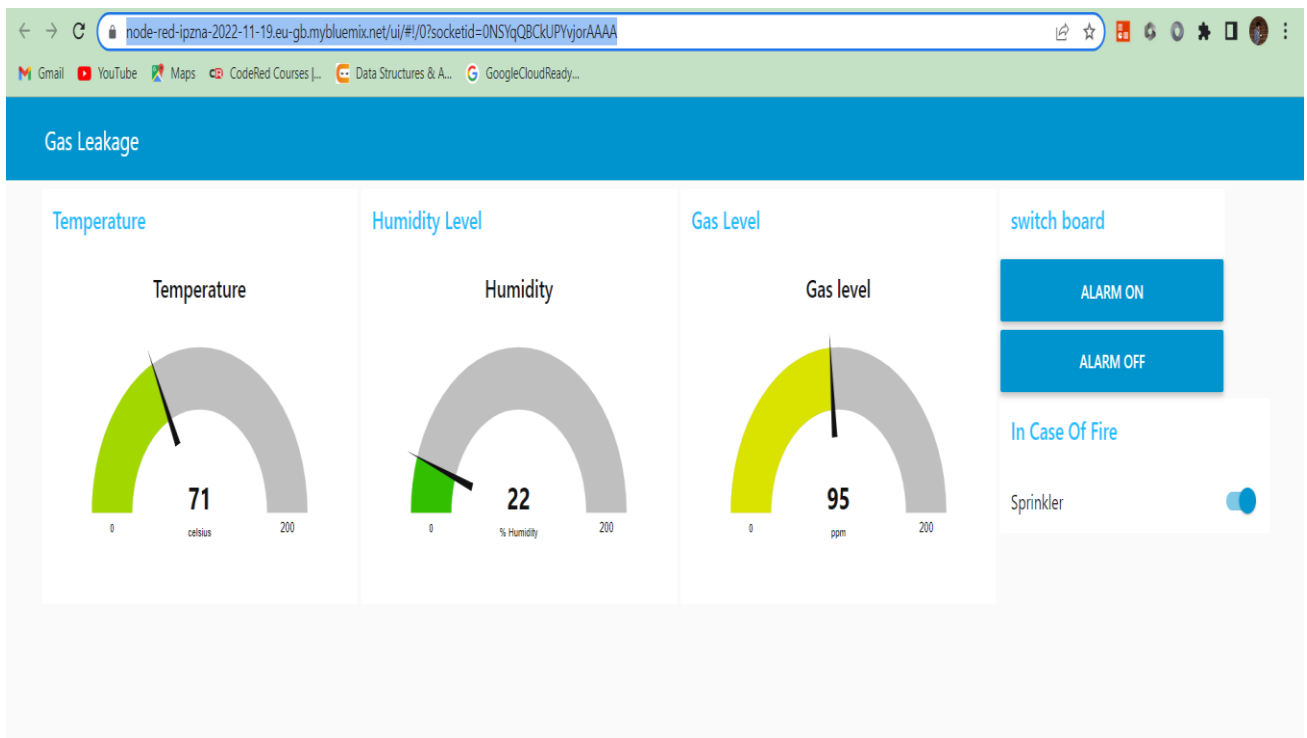 node-red-ipzna-2022-11-19.eu-gb.mybluemix.net/ui/#!/0?socketid=0NSYqQBCkUPYvjorAAAA
Gmail YouTube Maps CodeRed Courses |... Data Structures & A... GoogleCloudReady...
Gas Leakage
Temperature
Temperature
71
0 celsius 200
Humidity Level
Humidity
22
0 % Humidity 200
Gas Level
Gas level
95
0 ppm 200
switch board
ALARM ON
ALARM OFF
In Case Of Fire
Sprinkler